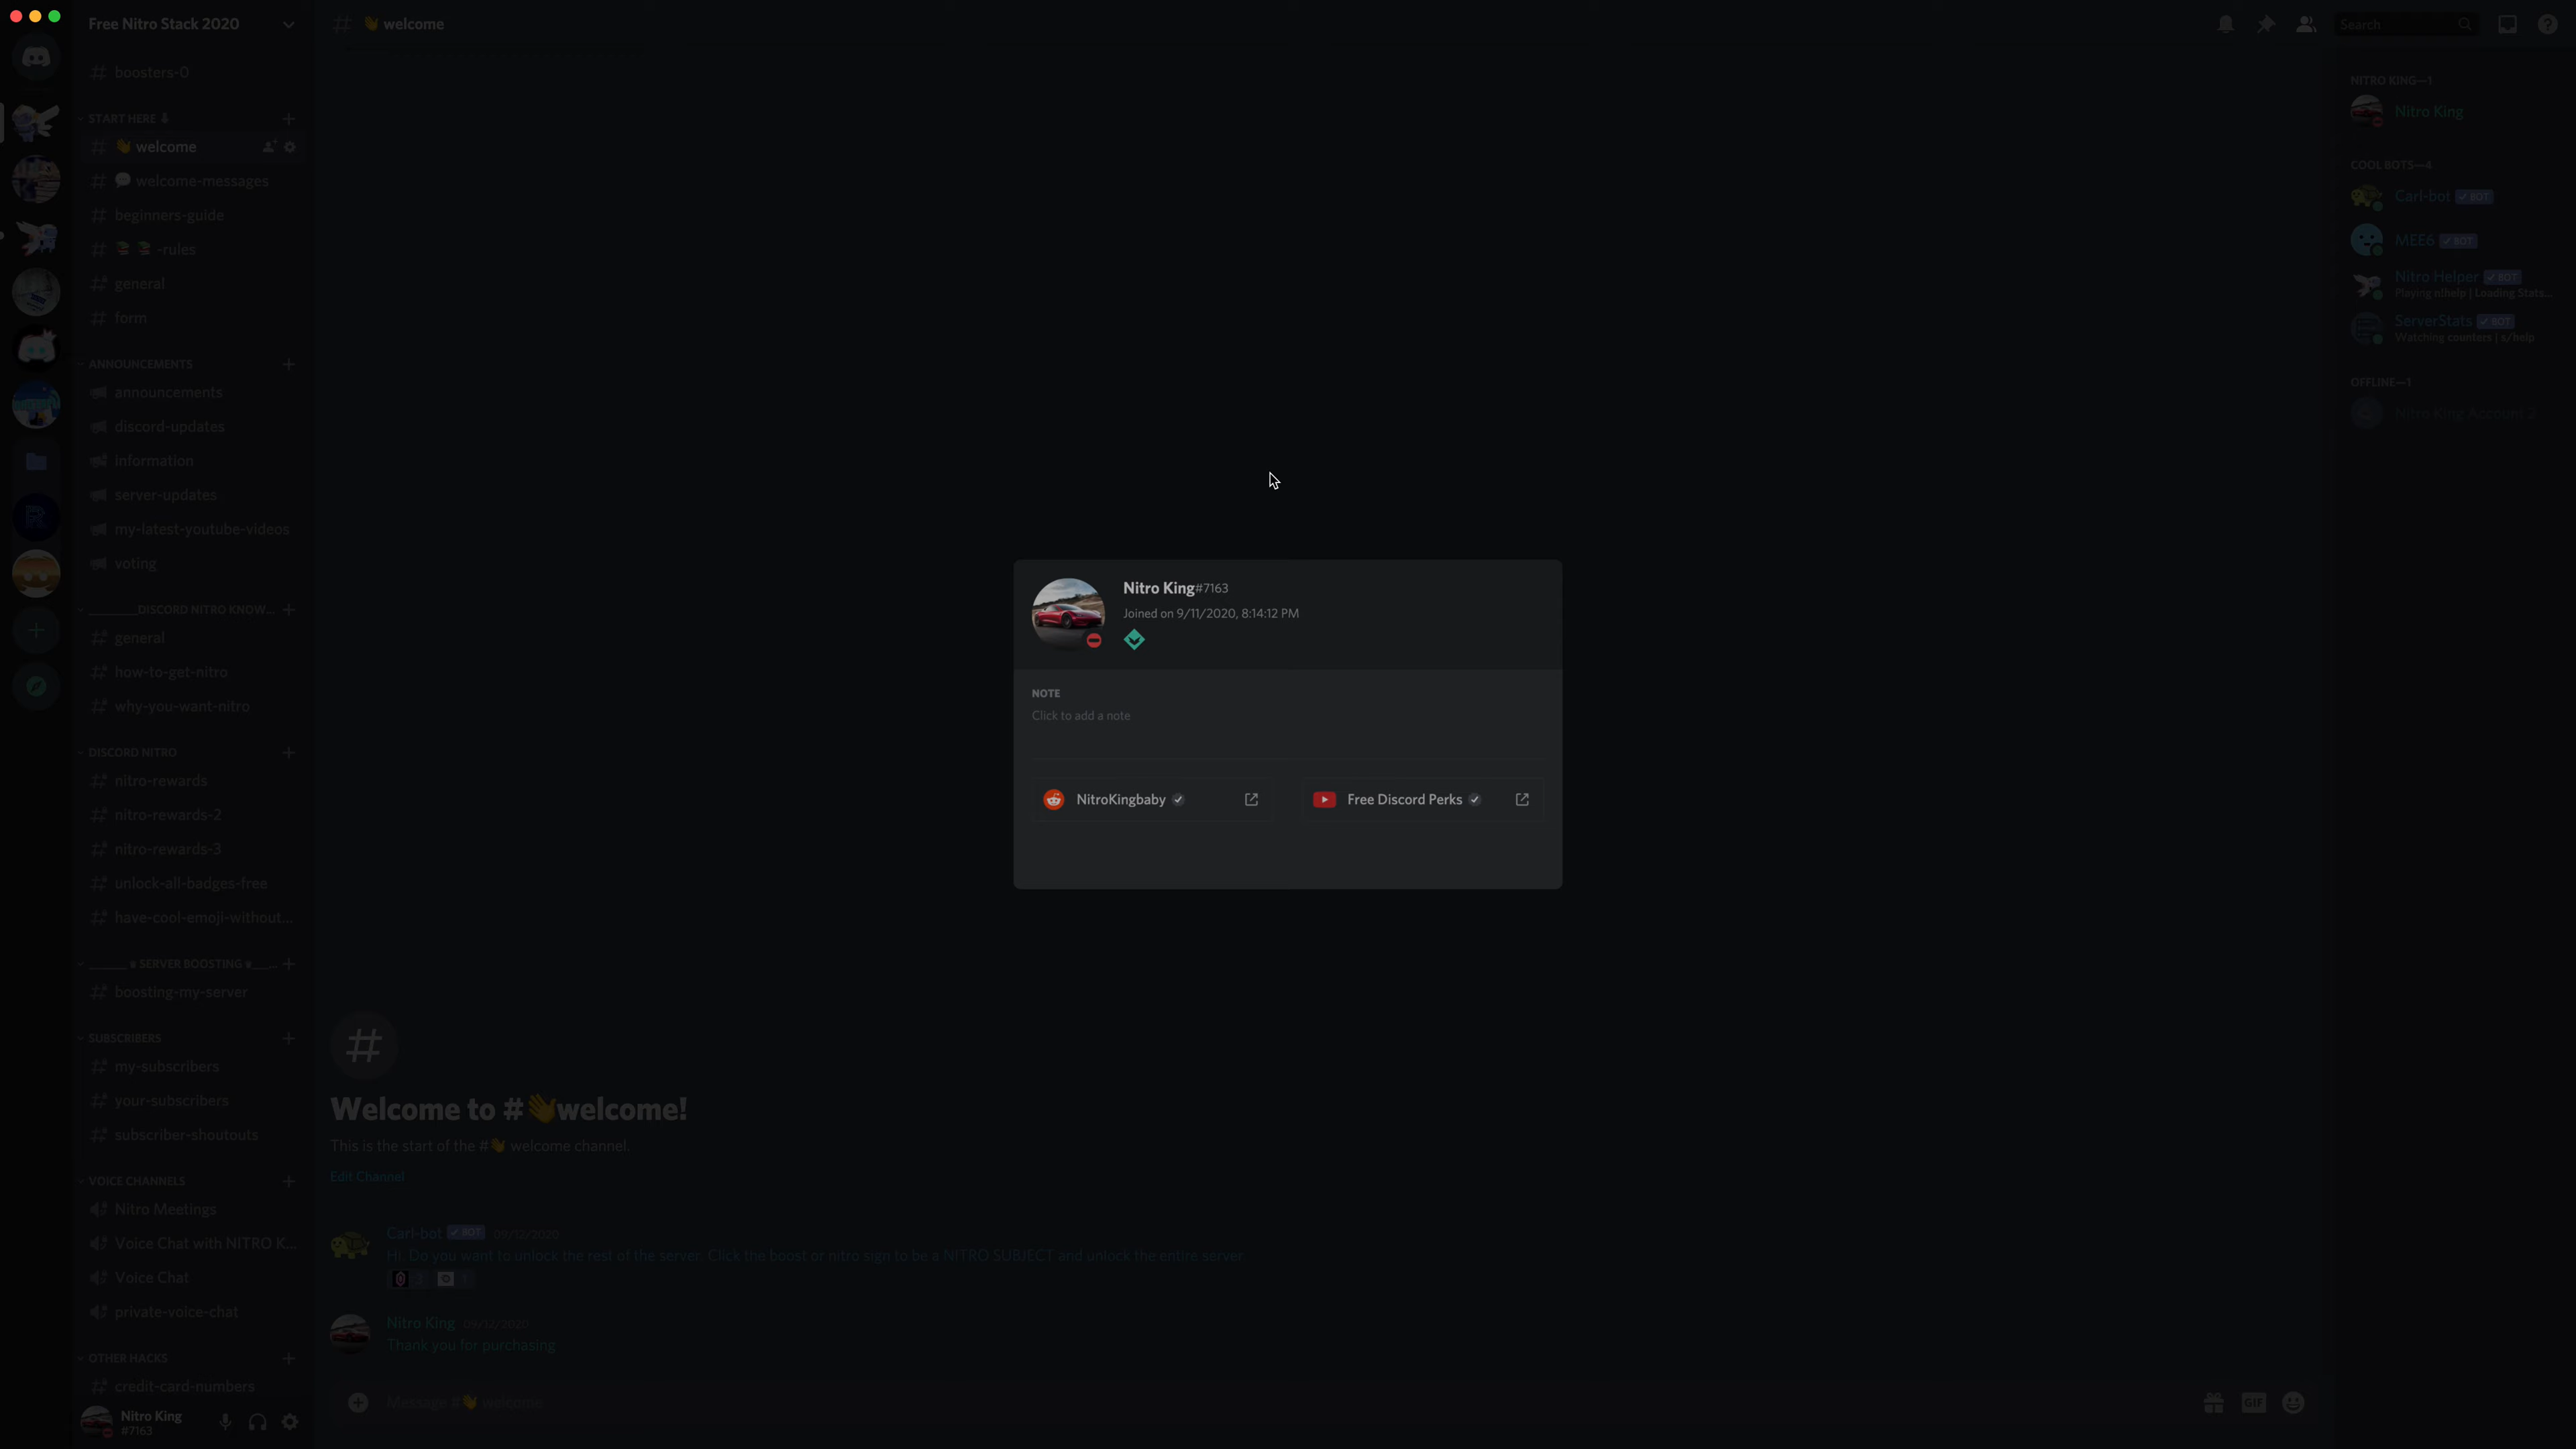 Free Nitro Stack 2020
boosters-0
START HERE
👋 welcome
💬 welcome-messages
beginners-guide
-rules
general
form
ANNOUNCEMENTS
announcements
discord-updates
information
server-updates
my-latest-youtube-videos
voting
________DISCORD NITRO KNOW...
general
how-to-get-nitro
why-you-want-nitro
DISCORD NITRO
nitro-rewards
nitro-rewards-2
nitro-rewards-3
unlock-all-badges-free
have-cool-emoji-without...
SERVER BOOSTING
boosting-my-server
SUBSCRIBERS
my-subscribers
your-subscribers
subscriber-shoutouts
VOICE CHANNELS
Nitro Meetings
Voice Chat with NITRO K...
Voice Chat
private-voice-chat
OTHER HACKS
credit-card-numbers
Nitro King
#7163
# 👋 welcome
Nitro King#7163
Joined on 9/11/2020, 8:14:12 PM
NOTE
Click to add a note
NitroKingbaby
Free Discord Perks
Welcome to #👋welcome!
This is the start of the #👋 welcome channel.
Edit Channel
Carl-bot BOT 09/12/2020
Hi. Do you want to unlock the rest of the server. Click the boost or nitro sign to be a NITRO SUBJECT and unlock the entire server
Nitro King 09/12/2020
Thank you for purchasing
Message #👋 welcome
GIF
Search
NITRO KING—1
Nitro King
COOL BOTS—4
Carl-bot BOT
MEE6 BOT
Nitro Helper BOT
Playing n!help | Loading Stats...
ServerStats BOT
Watching counters | s/help
OFFLINE—1
Nitro King Account 2